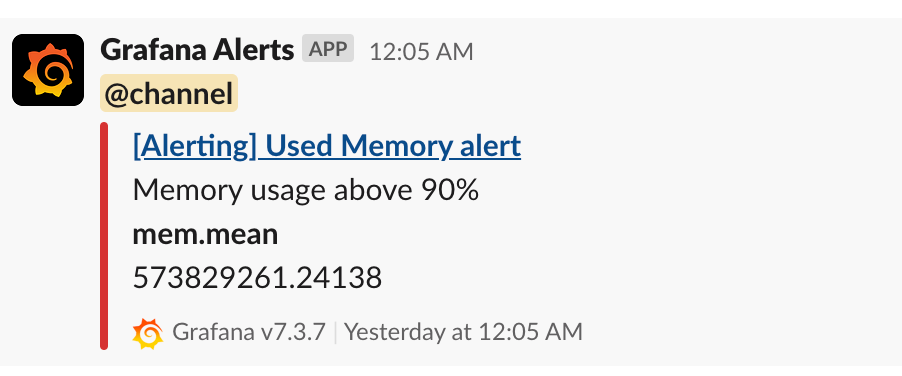 Grafana Alerts APP 12:05 AM
@channel
[Alerting] Used Memory alert
Memory usage above 90%
mem.mean
573829261.24138
Grafana v7.3.7 | Yesterday at 12:05 AM